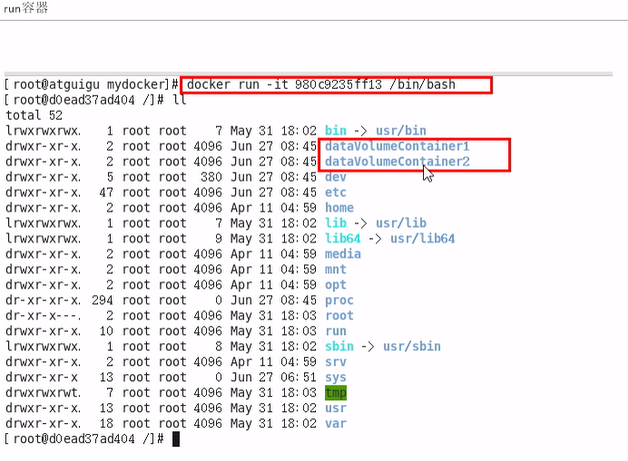 run容器
[root@atguigu mydocker]# docker run -it 980c9235ff13 /bin/bash
[root@d0ead37ad404 /]# ll
total 52
lrwxrwxrwx.   1 root root    7 May 31 18:02 bin -> usr/bin
drwxr-xr-x.   2 root root 4096 Jun 27 08:45 dataVolumeContainer1
drwxr-xr-x.   2 root root 4096 Jun 27 08:45 dataVolumeContainer2
drwxr-xr-x.   5 root root  380 Jun 27 08:45 dev
drwxr-xr-x.  47 root root 4096 Jun 27 08:45 etc
drwxr-xr-x.   2 root root 4096 Apr 11 04:59 home
lrwxrwxrwx.   1 root root    7 May 31 18:02 lib -> usr/lib
lrwxrwxrwx.   1 root root    9 May 31 18:02 lib64 -> usr/lib64
drwxr-xr-x.   2 root root 4096 Apr 11 04:59 media
drwxr-xr-x.   2 root root 4096 Apr 11 04:59 mnt
drwxr-xr-x.   2 root root 4096 Apr 11 04:59 opt
dr-xr-xr-x. 294 root root    0 Jun 27 08:45 proc
dr-xr-x---.   2 root root 4096 May 31 18:03 root
drwxr-xr-x.  10 root root 4096 May 31 18:03 run
lrwxrwxrwx.   1 root root    8 May 31 18:02 sbin -> usr/sbin
drwxr-xr-x.   2 root root 4096 Apr 11 04:59 srv
drwxr-xr-x   13 root root    0 Jun 27 06:51 sys
drwxrwxrwt.   7 root root 4096 May 31 18:03 tmp
drwxr-xr-x.  13 root root 4096 May 31 18:02 usr
drwxr-xr-x.  18 root root 4096 May 31 18:02 var
[root@d0ead37ad404 /]#